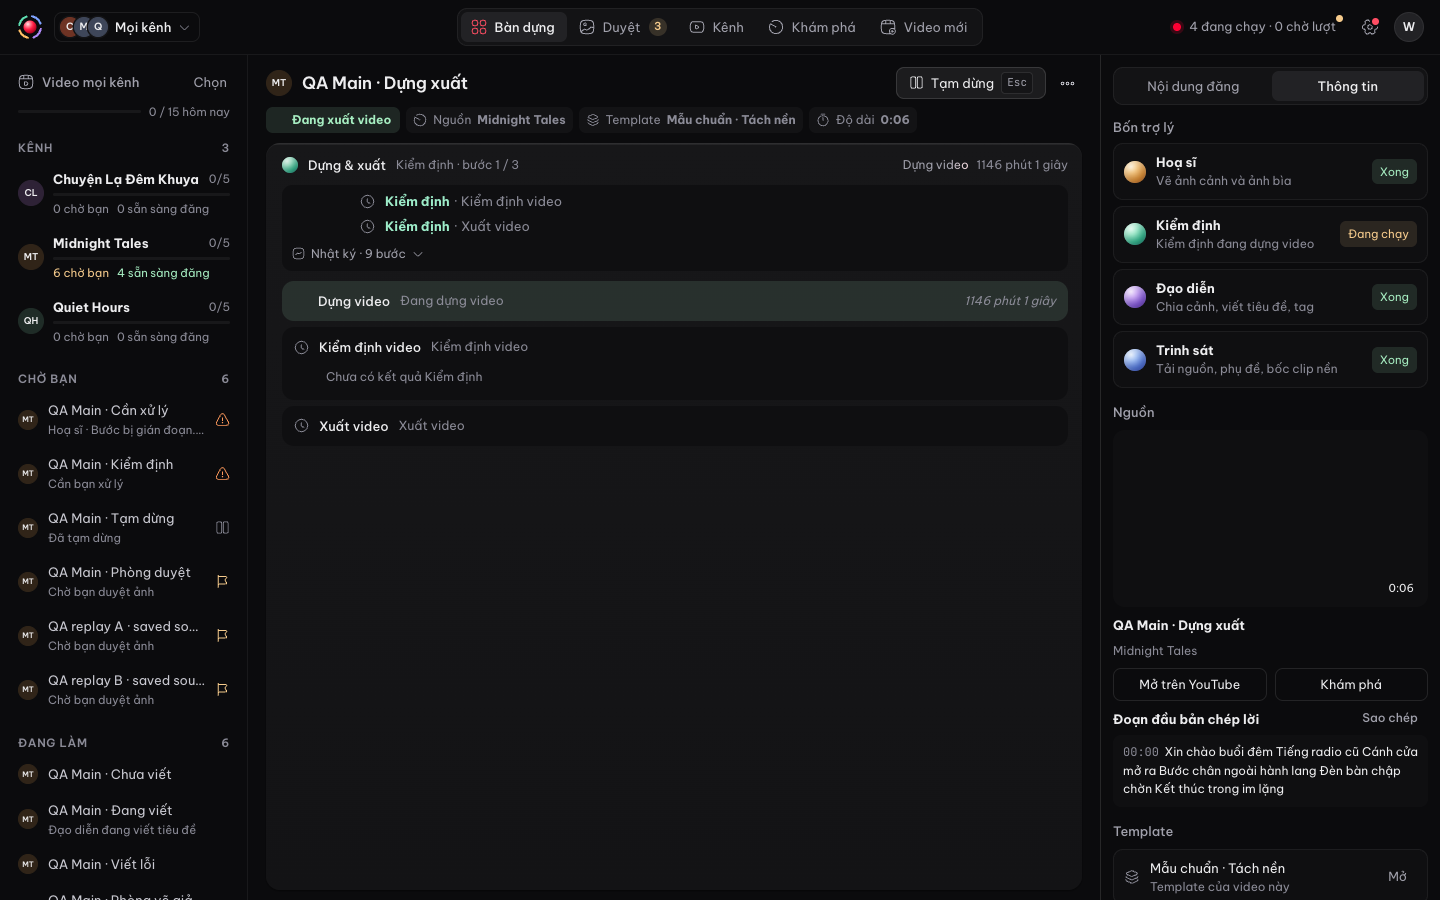 C M Q Mọi kênh
Bàn dựng
Duyệt 3
Kênh
Khám phá
Video mới
4 đang chạy · 0 chờ lượt
W
Video mọi kênh Chọn
0 / 15 hôm nay
KÊNH 3
CL Chuyện Lạ Đêm Khuya 0/5
0 chờ bạn 0 sẵn sàng đăng
MT Midnight Tales 0/5
6 chờ bạn 4 sẵn sàng đăng
QH Quiet Hours 0/5
0 chờ bạn 0 sẵn sàng đăng
CHỜ BẠN 6
MT QA Main · Cần xử lý
Hoạ sĩ · Bước bị gián đoạn....
MT QA Main · Kiểm định
Cần bạn xử lý
MT QA Main · Tạm dừng
Đã tạm dừng
MT QA Main · Phòng duyệt
Chờ bạn duyệt ảnh
MT QA replay A · saved so...
Chờ bạn duyệt ảnh
MT QA replay B · saved sou...
Chờ bạn duyệt ảnh
ĐANG LÀM 6
MT QA Main · Chưa viết
MT QA Main · Đang viết
Đạo diễn đang viết tiêu đề
MT QA Main · Viết lỗi
MT QA Main · Dựng xuất
Tạm dừng Esc
Đang xuất video
Nguồn Midnight Tales
Template Mẫu chuẩn · Tách nền
Độ dài 0:06
Dựng & xuất Kiểm định · bước 1 / 3
Dựng video 1146 phút 1 giây
Kiểm định · Kiểm định video
Kiểm định · Xuất video
Nhật ký · 9 bước
Dựng video Đang dựng video 1146 phút 1 giây
Kiểm định video Kiểm định video
Chưa có kết quả Kiểm định
Xuất video Xuất video
Nội dung đăng Thông tin
Bốn trợ lý
Hoạ sĩ
Vẽ ảnh cảnh và ảnh bìa
Xong
Kiểm định
Kiểm định đang dựng video
Đang chạy
Đạo diễn
Chia cảnh, viết tiêu đề, tag
Xong
Trinh sát
Tải nguồn, phụ đề, bốc clip nền
Xong
Nguồn
0:06
QA Main · Dựng xuất
Midnight Tales
Mở trên YouTube
Khám phá
Đoạn đầu bản chép lời Sao chép
00:00 Xin chào buổi đêm Tiếng radio cũ Cánh cửa
mở ra Bước chân ngoài hành lang Đèn bàn chập
chờn Kết thúc trong im lặng
Template
Mẫu chuẩn · Tách nền
Template của video này
Mở